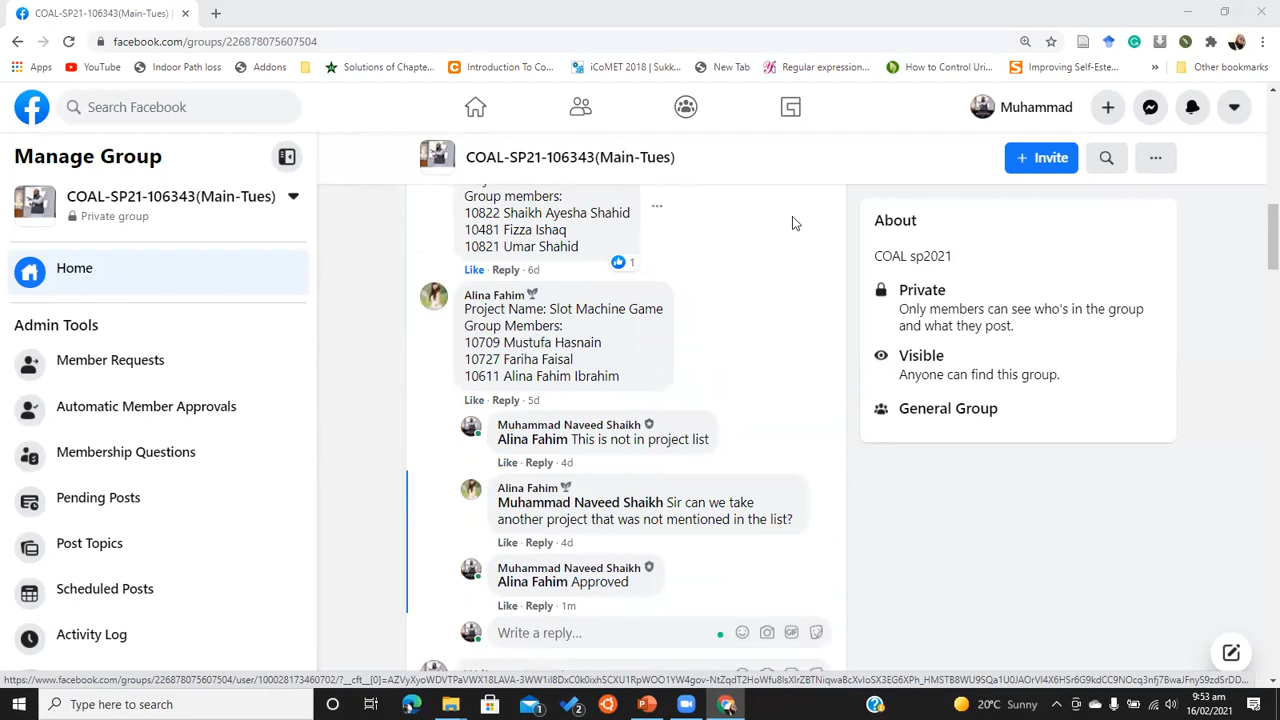 COAL-SP21-106343(Main-Tues) |
facebook.com/groups/226878075607504
Apps
YouTube
Indoor Path loss
Addons
Solutions of Chapte...
Introduction To Co...
iCoMET 2018 | Sukk...
New Tab
Regular expression...
How to Control Uri...
Improving Self-Este...
Other bookmarks
Search Facebook
Muhammad
Manage Group
COAL-SP21-106343(Main-Tues)
Private group
Home
Admin Tools
Member Requests
Automatic Member Approvals
Membership Questions
Pending Posts
Post Topics
Scheduled Posts
Activity Log
COAL-SP21-106343(Main-Tues)
+ Invite
Group members:
10822 Shaikh Ayesha Shahid
10481 Fizza Ishaq
10821 Umar Shahid
Like · Reply · 6d
1
Alina Fahim
Project Name: Slot Machine Game
Group Members:
10709 Mustufa Hasnain
10727 Fariha Faisal
10611 Alina Fahim Ibrahim
Like · Reply · 5d
Muhammad Naveed Shaikh
Alina Fahim This is not in project list
Like · Reply · 4d
Alina Fahim
Muhammad Naveed Shaikh Sir can we take
another project that was not mentioned in the list?
Like · Reply · 4d
Muhammad Naveed Shaikh
Alina Fahim Approved
Like · Reply · 1m
Write a reply...
GIF
About
COAL sp2021
Private
Only members can see who's in the group
and what they post.
Visible
Anyone can find this group.
General Group
Type here to search
20°C Sunny
9:53 am
16/02/2021